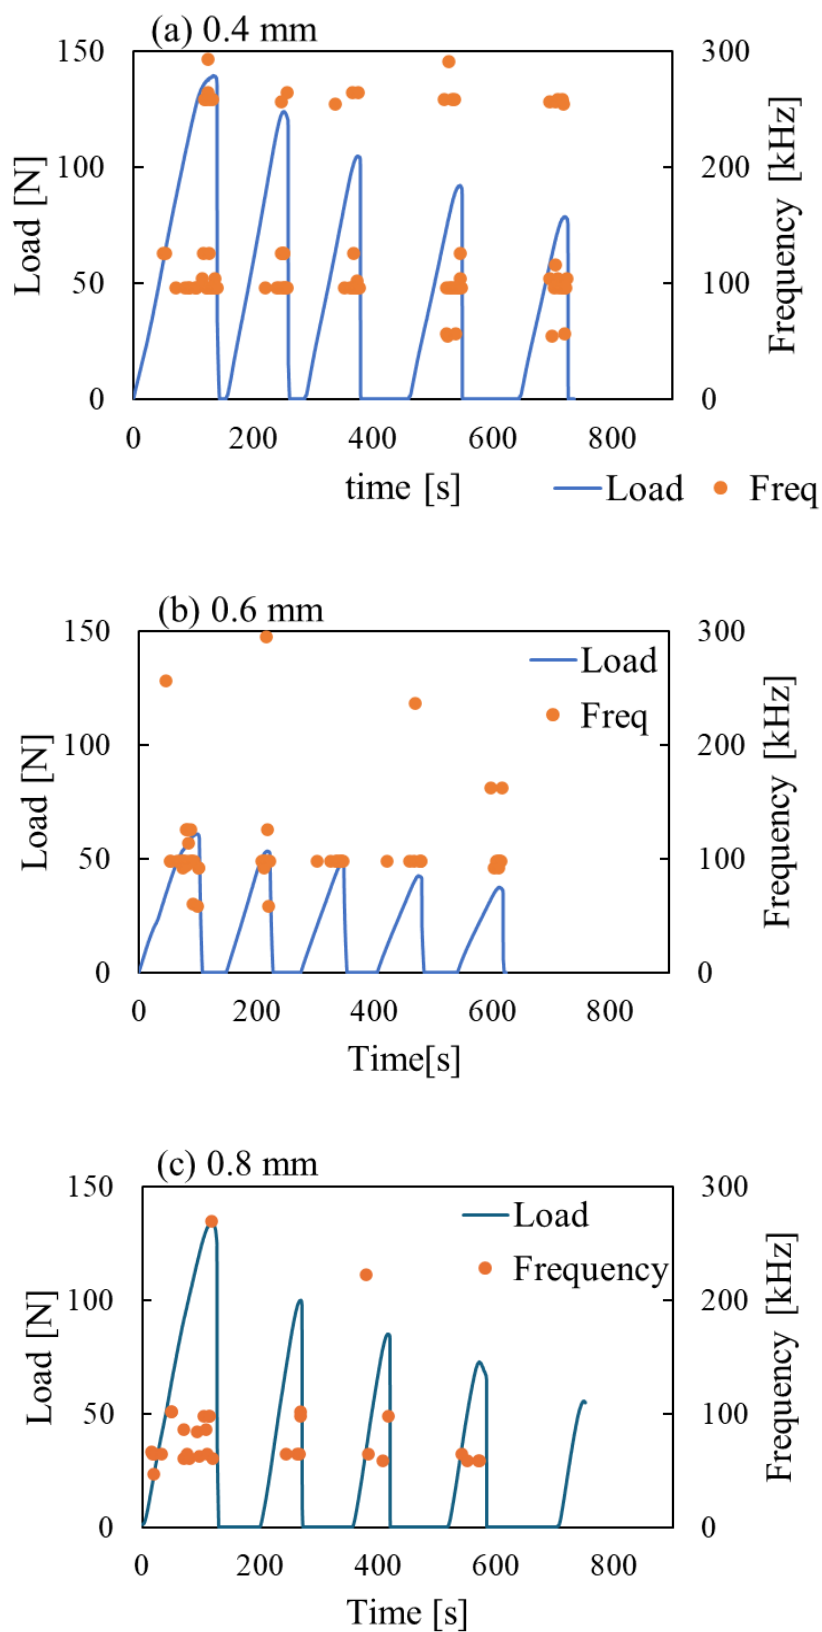 (a) 0.4 mm
150
100
50
0
Load [N]
300
200
100
0
Frequency [kHz]
0 200 400 600 800
time [s]
Load Freq
(b) 0.6 mm
150
100
50
0
Load [N]
Load
Freq
300
200
100
0
Frequency [kHz]
0 200 400 600 800
Time[s]
(c) 0.8 mm
150
100
50
0
Load [N]
Load
Frequency
300
200
100
0
Frequency [kHz]
0 200 400 600 800
Time [s]